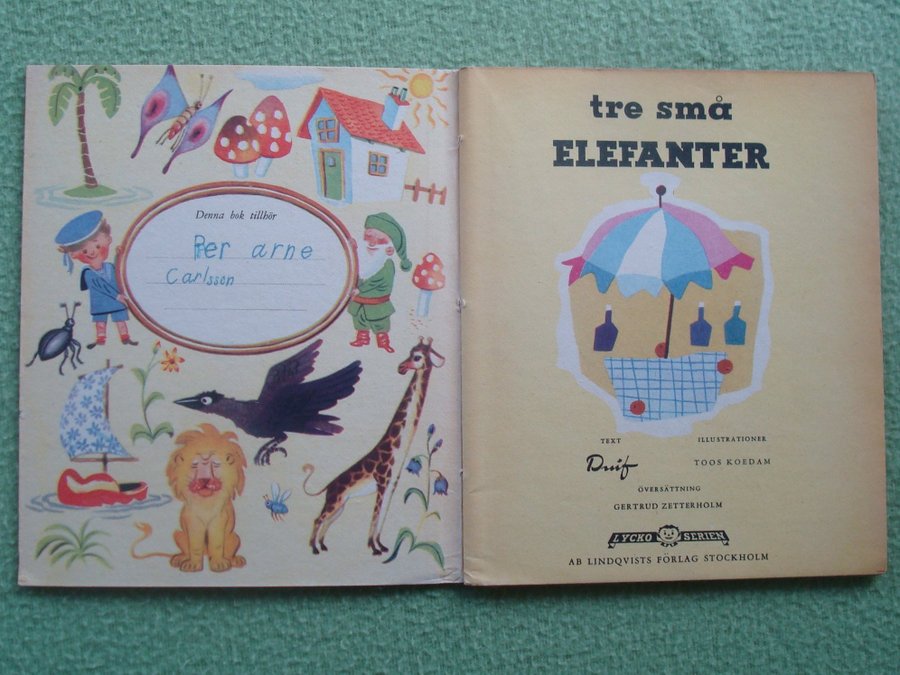 Denna bok tillhör
Per arne
Carlsson
tre små
ELEFANTER
TEXT ILLUSTRATIONER
Duif TOOS KOEDAM
ÖVERSÄTTNING
GERTRUD ZETTERHOLM
LYCKO SERIEN
AB LINDQVISTS FÖRLAG STOCKHOLM